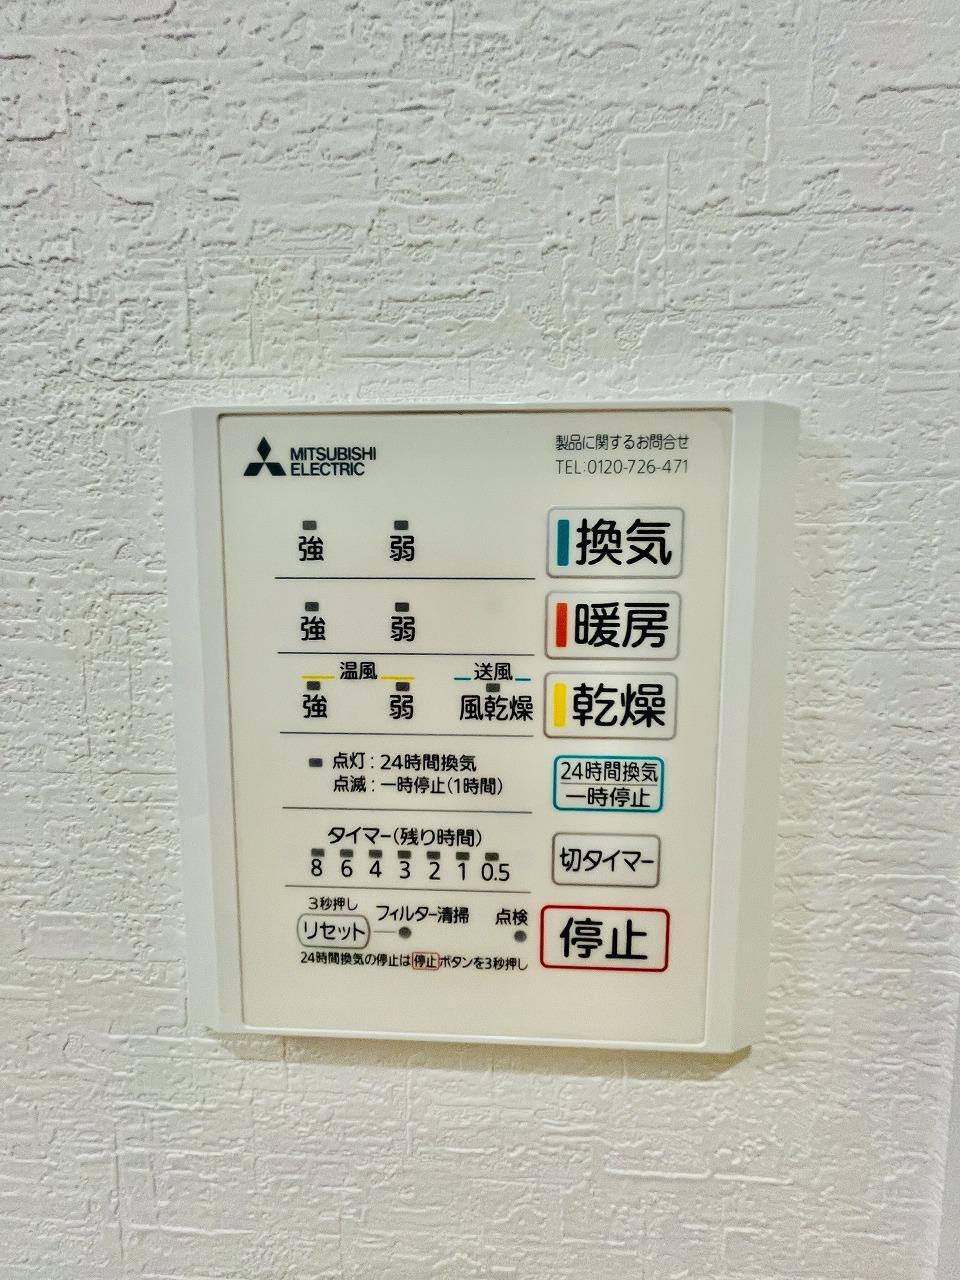 MITSUBISHI
ELECTRIC
製品に関するお問合せ
TEL:0120-726-471
強 弱 換気
強 弱 暖房
温風 送風
強 弱 風乾燥 乾燥
点灯:24時間換気
点滅:一時停止(1時間)
24時間換気
一時停止
タイマー(残り時間)
8 6 4 3 2 1 0.5
切タイマー
3秒押し
リセット フィルター清掃 点検
停止
24時間換気の停止は停止ボタンを3秒押し